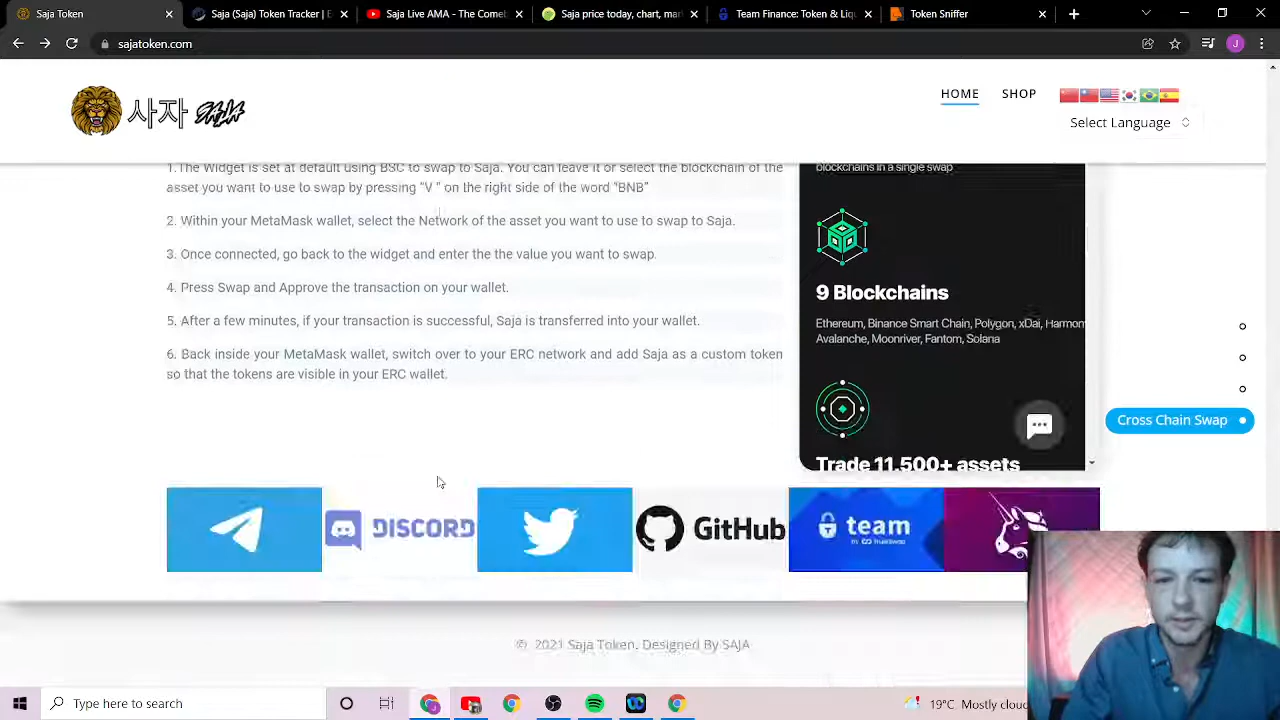 Saja Token
Saja (Saja) Token Tracker | E
Saja Live AMA - The Comet
Saja price today, chart, mar
Team Finance: Token & Liq
Token Sniffer
sajatoken.com
J
사자 SAJA
HOME
SHOP
Select Language
1.The Widget is set at default using BSC to swap to Saja. You can leave it or select the blockchain of the
asset you want to use to swap by pressing “V ” on the right side of the word “BNB”
2. Within your MetaMask wallet, select the Network of the asset you want to use to swap to Saja.
3. Once connected, go back to the widget and enter the the value you want to swap.
4. Press Swap and Approve the transaction on your wallet.
5. After a few minutes, if your transaction is successful, Saja is transferred into your wallet.
6. Back inside your MetaMask wallet, switch over to your ERC network and add Saja as a custom token
so that the tokens are visible in your ERC wallet.
blockchains in a single swap
9 Blockchains
Ethereum, Binance Smart Chain, Polygon, xDai, Harmon
Avalanche, Moonriver, Fantom, Solana
Trade 11,500+ assets
Cross Chain Swap
DISCORD
GitHub
team
BY TrustSwap
© 2021 Saja Token. Designed By SAJA
Type here to search
19°C Mostly cloud